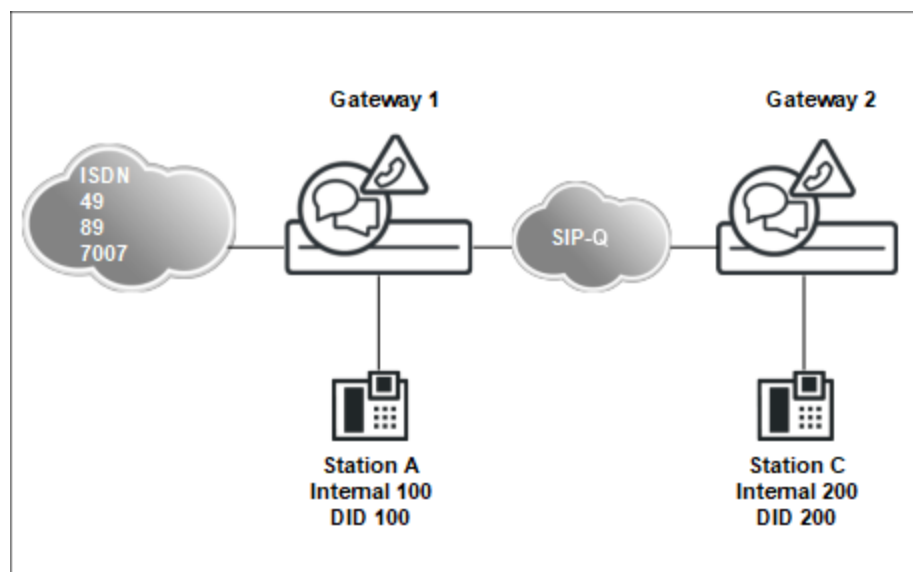 Gateway 1
Gateway 2
ISDN
49
89
7007
SIP-Q
Station A
Internal 100
DID 100
Station C
Internal 200
DID 200